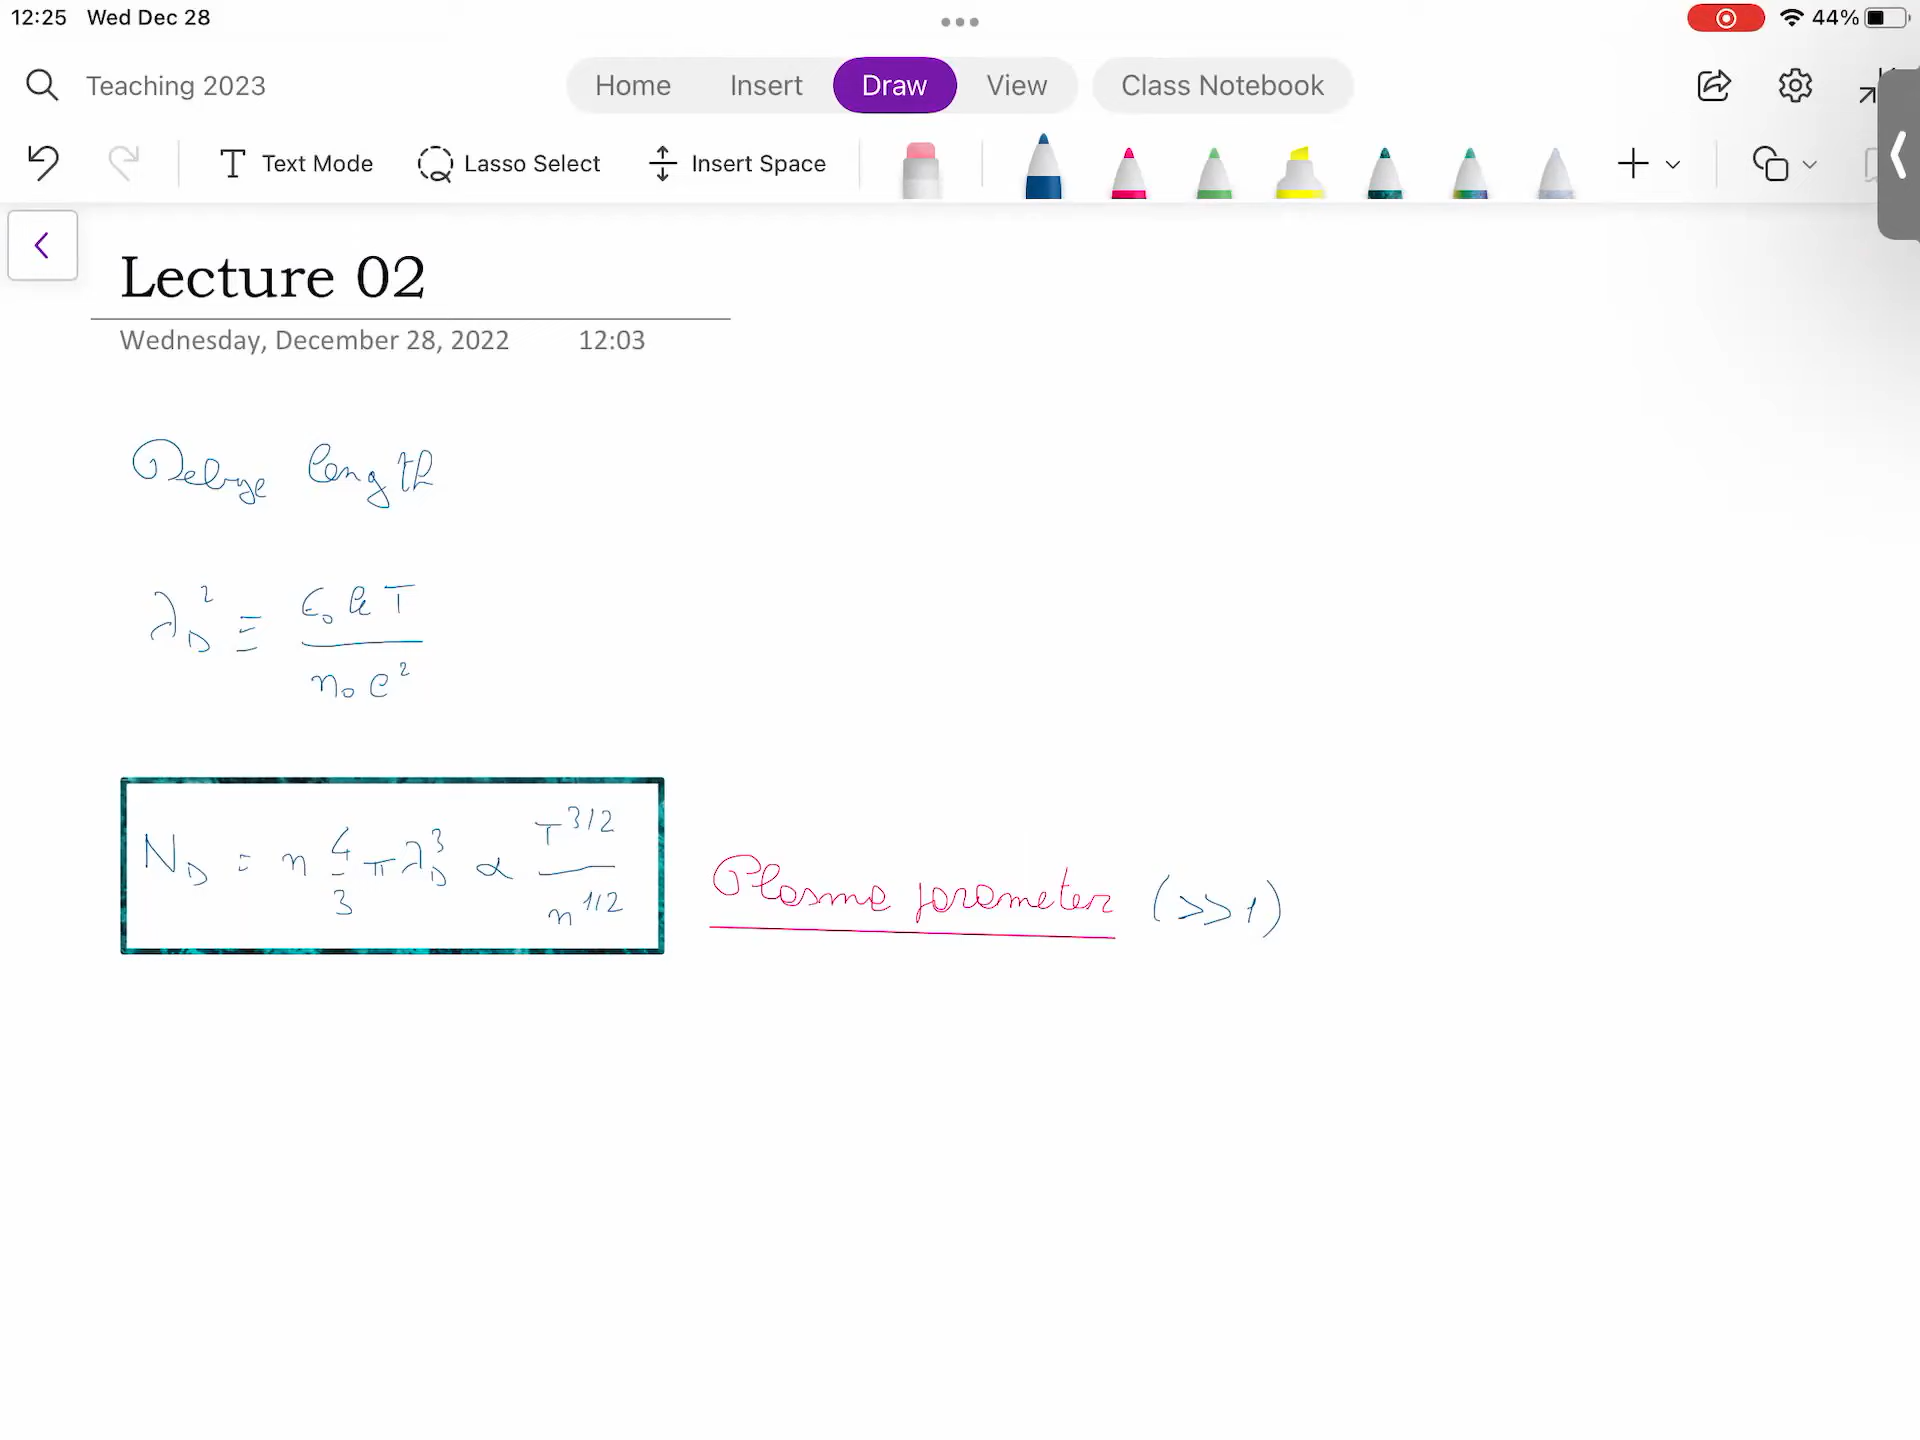 12:25 Wed Dec 28 44%
Teaching 2023 Home Insert Draw View Class Notebook
T Text Mode Lasso Select Insert Space
Lecture 02
Wednesday, December 28, 2022 12:03
Debye length
λ_D² ≡ ε₀ k T / n₀ e²
N_D = n 4/3 π λ_D³ ∝ T^3/2 / n^1/2 Plasma parameter (>>1)